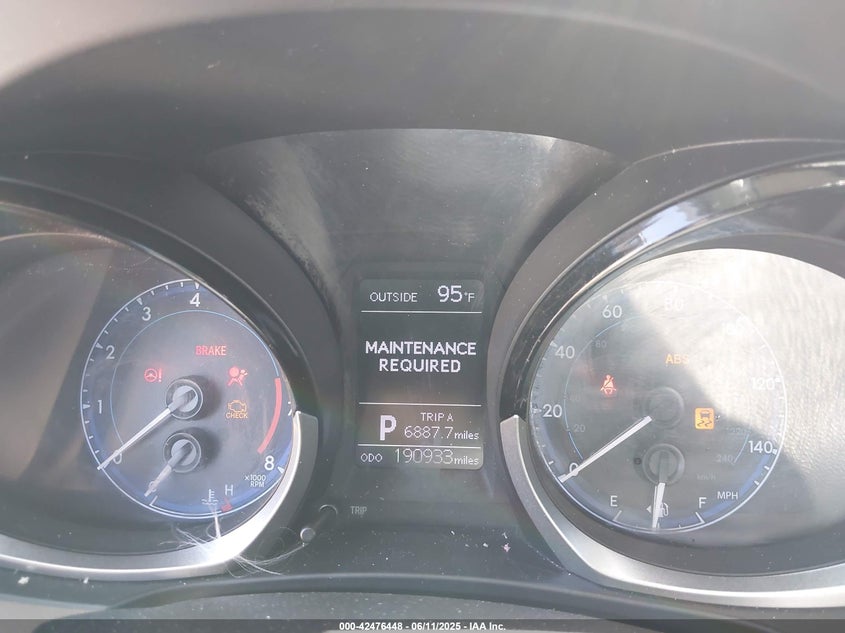 OUTSIDE 95°F
MAINTENANCE
REQUIRED
TRIP A
P 6887.7 miles
ODO 190933 miles
TRIP
0 1 2 3 4 8
BRAKE
CHECK
x1000
RPM
H
0 20 40 60 80 120 140
ABS
MPH
km/h
240
E F
000-42476448 - 06/11/2025 - IAA Inc.